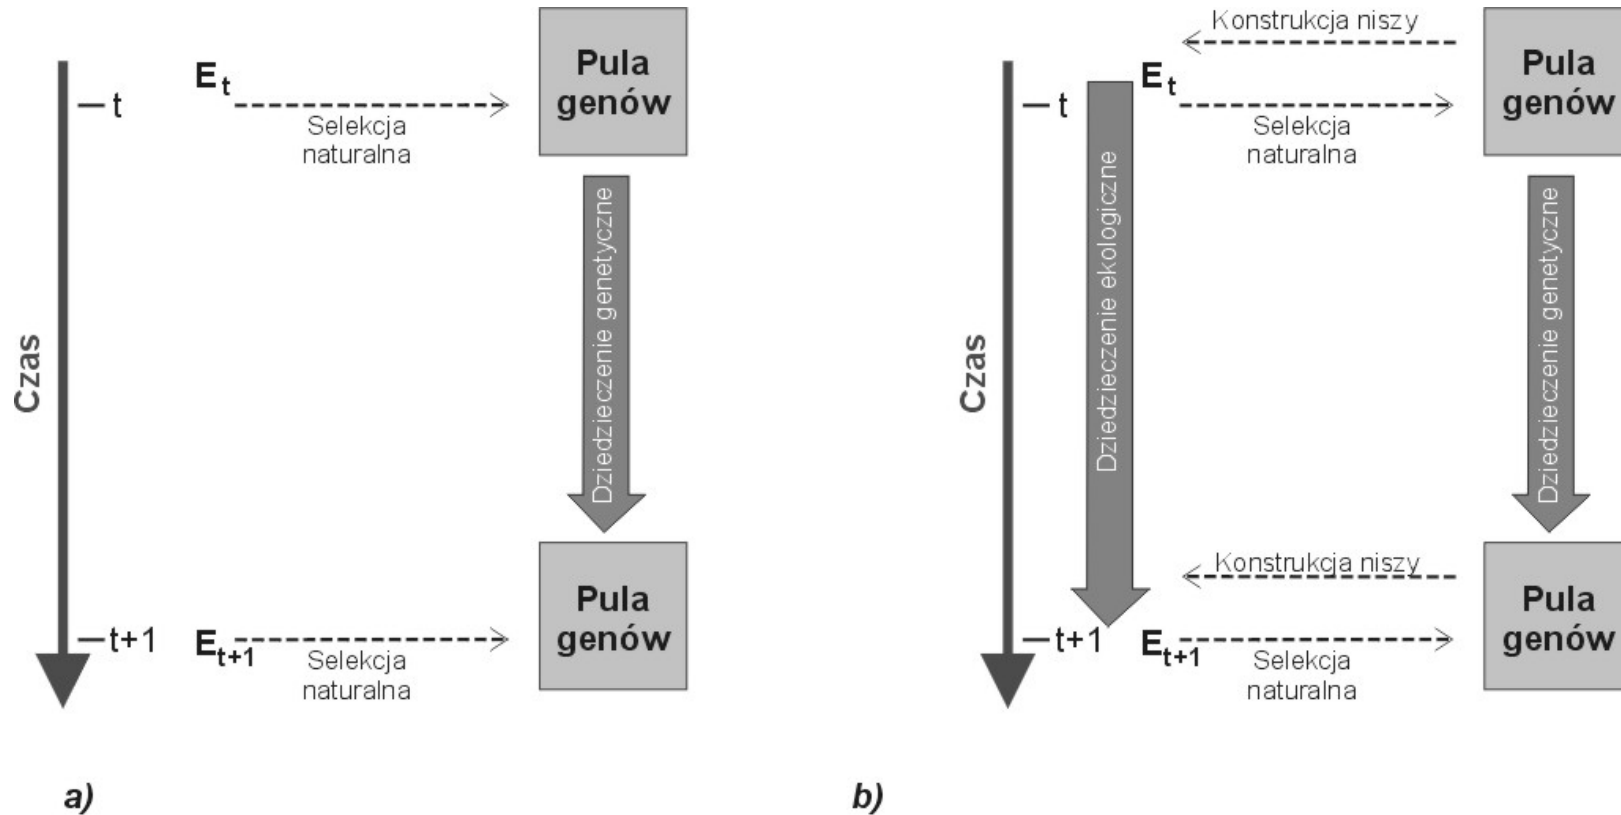 Pula
genów
E t
t
Selekcja
naturalna
Dziedziczenie genetyczne
Czas
Pula
genów
t+1
E t+1
Selekcja
naturalna
a)
Konstrukcja niszy
Pula
genów
E t
t
Selekcja
naturalna
Dziedziczenie ekologiczne
Dziedziczenie genetyczne
Czas
Konstrukcja niszy
Pula
genów
t+1
E t+1
Selekcja
naturalna
b)